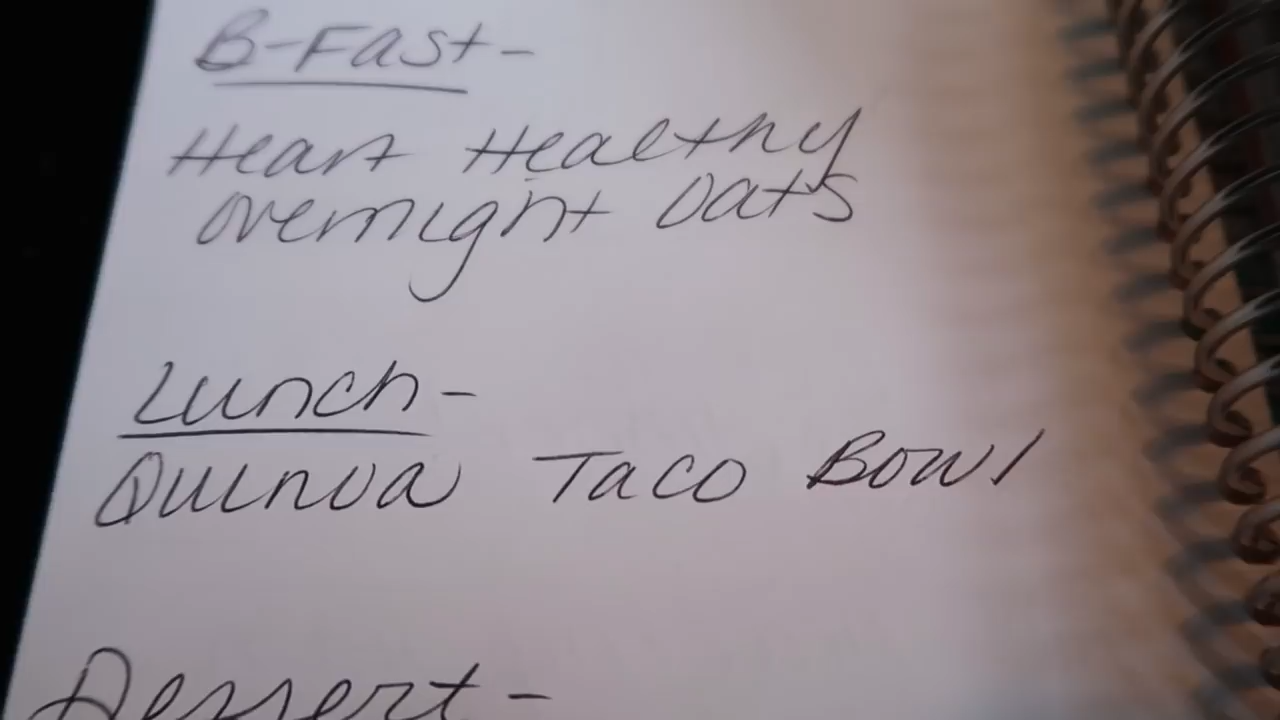 B-Fast-
Heart Healthy
overnight oats
Lunch-
Quinoa Taco Bowl
Dessert-